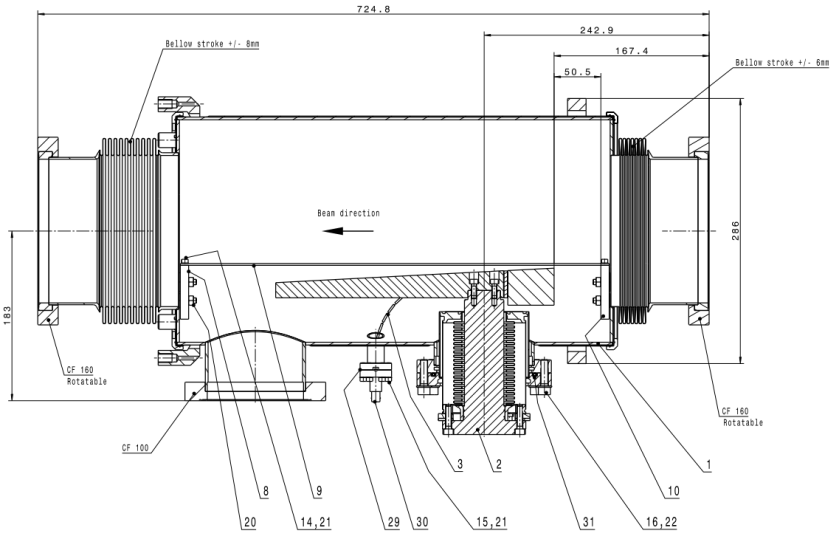 724.8
242.9
167.4
50.5
Bellow stroke +/- 8mm
Bellow stroke +/- 6mm
Beam direction
286
183
CF 160
Rotatable
CF 100
CF 160
Rotatable
20
8
14,21
9
29
30
3
15,21
2
31
16,22
10
1